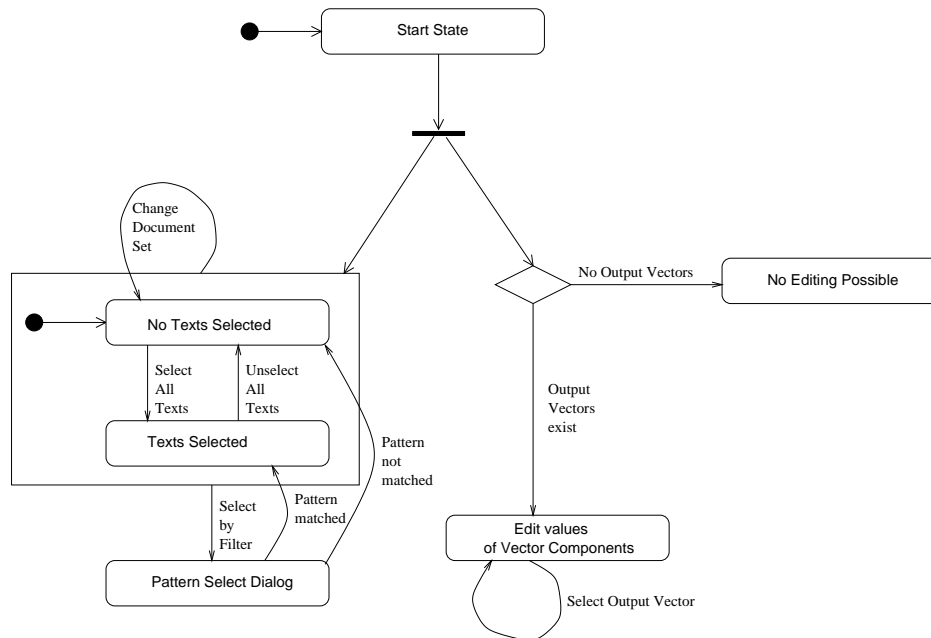 Start State
Change
Document
Set
No Output Vectors
No Editing Possible
No Texts Selected
Select
All
Texts
Unselect
All
Texts
Output
Vectors
exist
Texts Selected
Pattern
not
matched
Select
by
Filter
Pattern
matched
Edit values
of Vector Components
Pattern Select Dialog
Select Output Vector